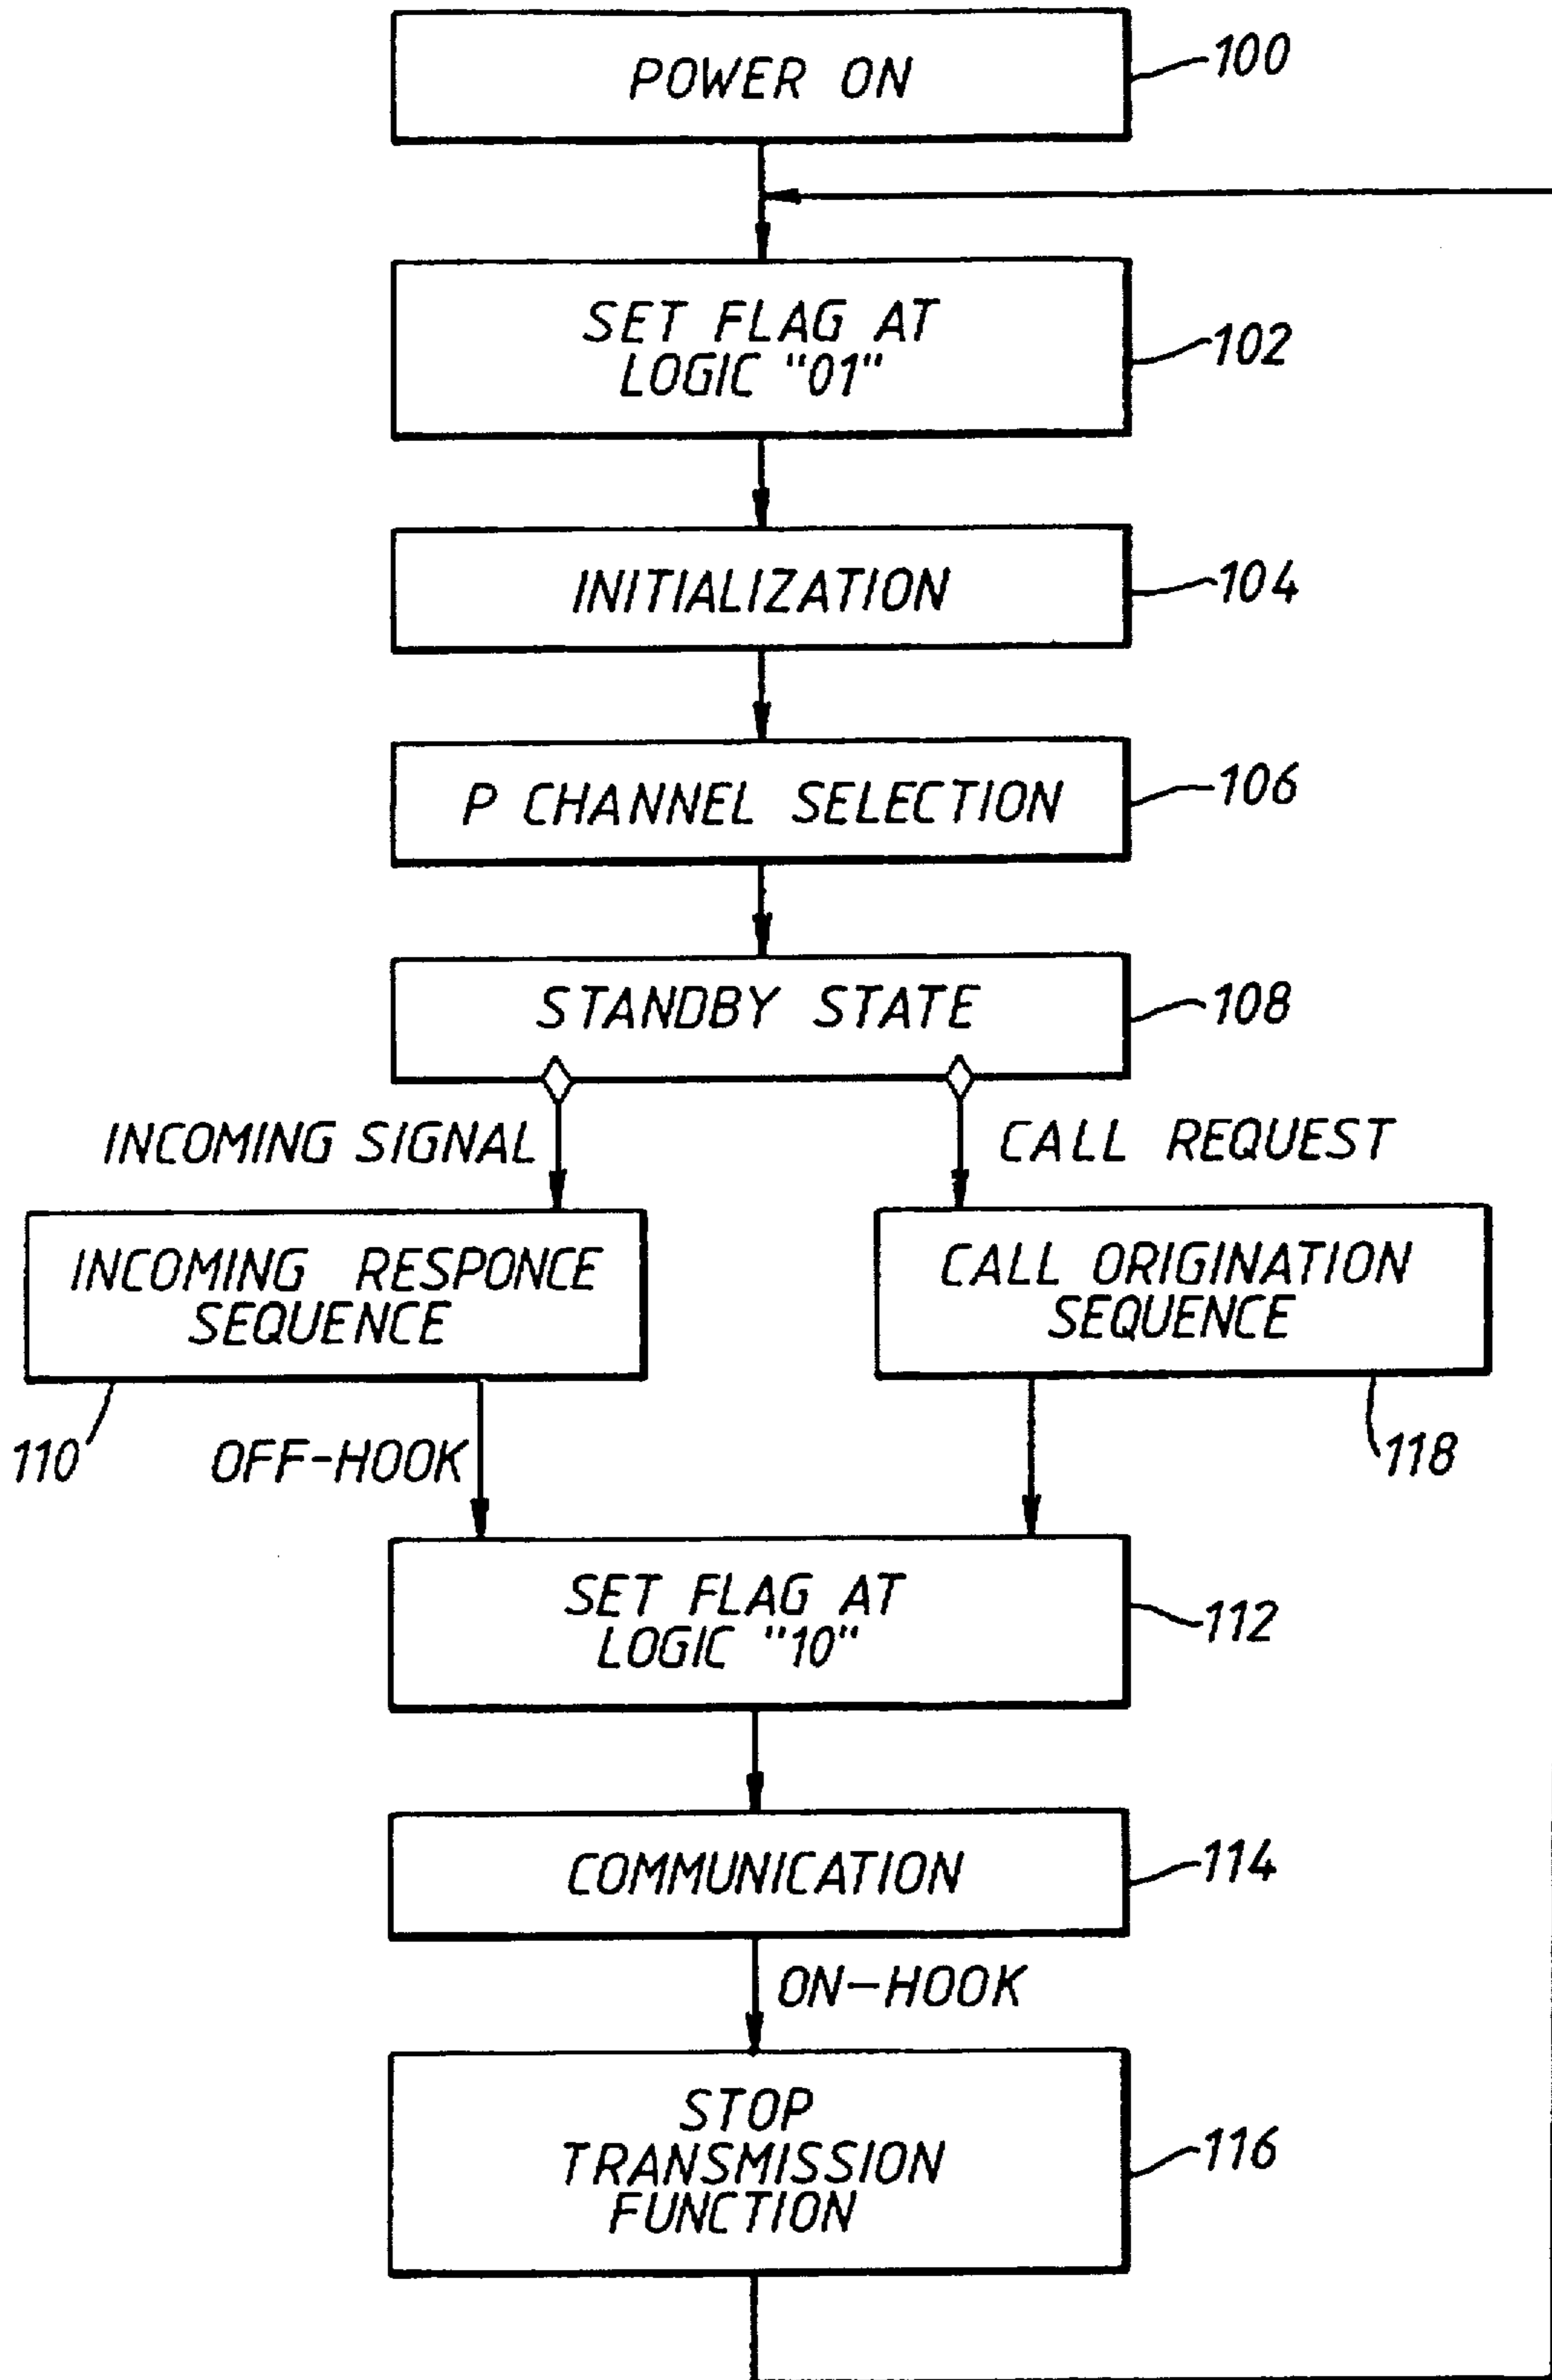 POWER ON
100
SET FLAG AT
LOGIC "01"
102
INITIALIZATION
104
P CHANNEL SELECTION
106
STANDBY STATE
108
INCOMING SIGNAL
CALL REQUEST
INCOMING RESPONCE
SEQUENCE
CALL ORIGINATION
SEQUENCE
110
OFF-HOOK
118
SET FLAG AT
LOGIC "10"
112
COMMUNICATION
114
ON-HOOK
STOP
TRANSMISSION
FUNCTION
116